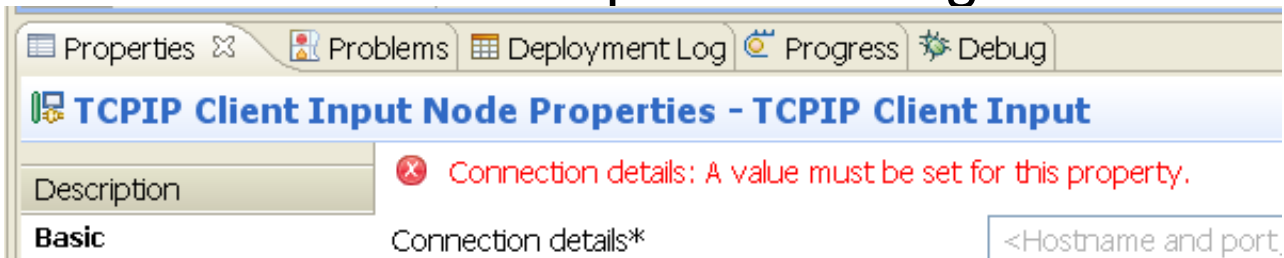 Properties Problems Deployment Log Progress Debug
TCPIP Client Input Node Properties - TCPIP Client Input
Connection details: A value must be set for this property.
Description
Basic
Connection details* <Hostname and port